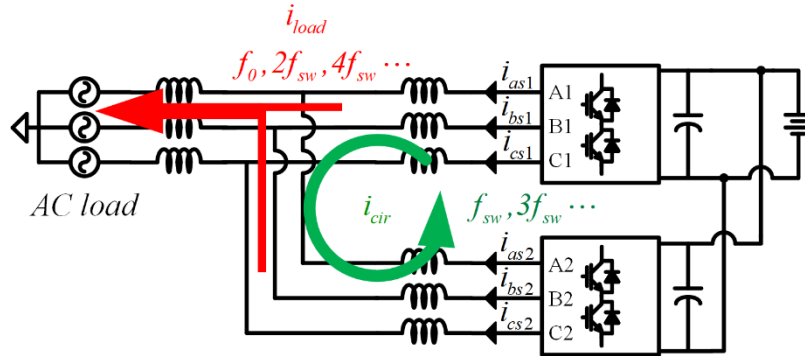 i_load
f_0, 2f_sw, 4f_sw ···
i_as1
A1
i_bs1
B1
i_cs1
C1
AC load
i_cir
f_sw, 3f_sw ···
i_as2
A2
i_bs2
B2
i_cs2
C2